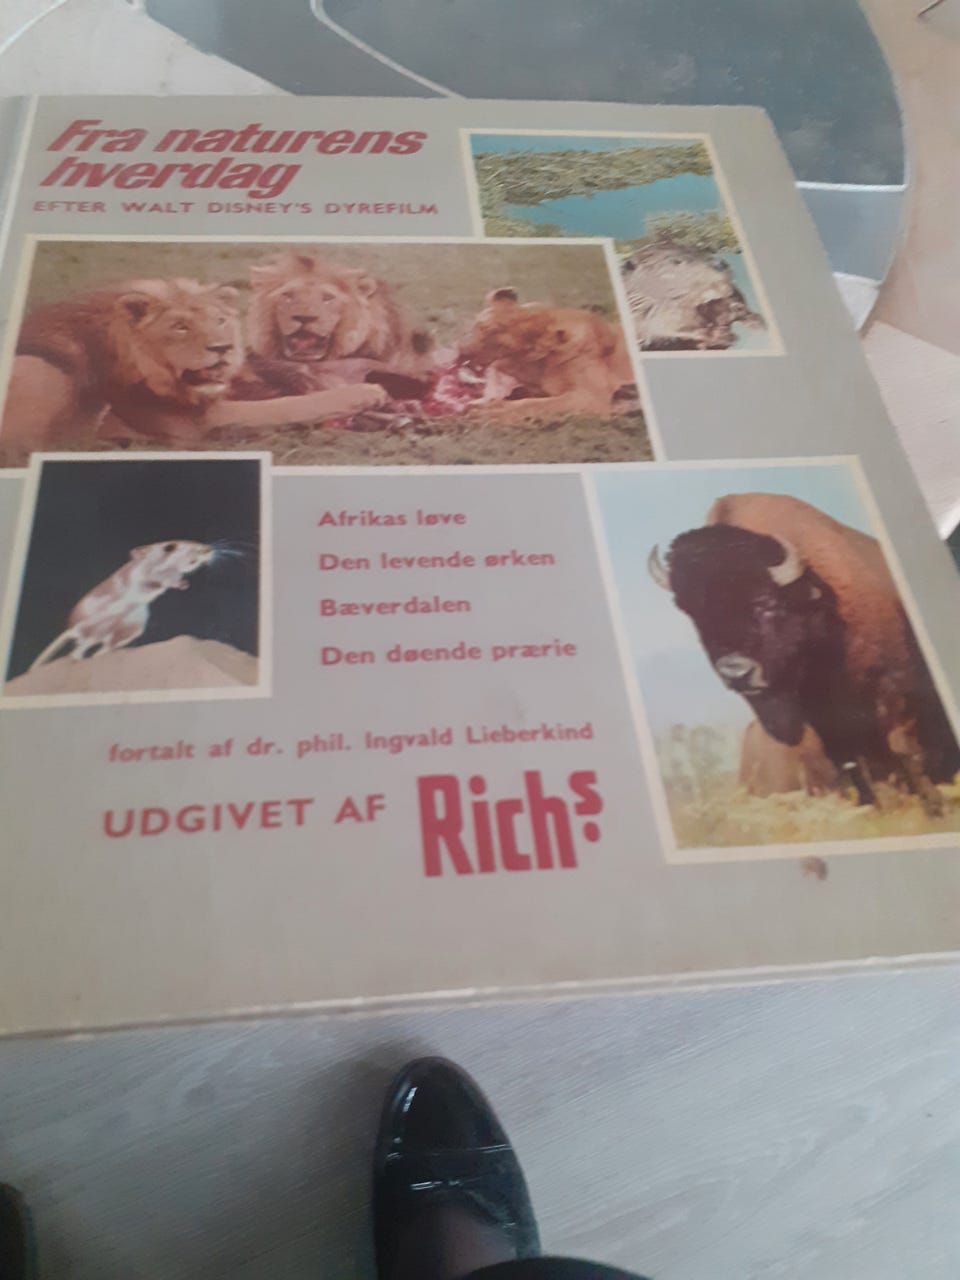 Fra naturens
hverdag
EFTER WALT DISNEY'S DYREFILM
Afrikas løve
Den levende ørken
Bæverdalen
Den døende prærie
fortalt af dr. phil. Ingvald Lieberkind
UDGIVET AF Rich's